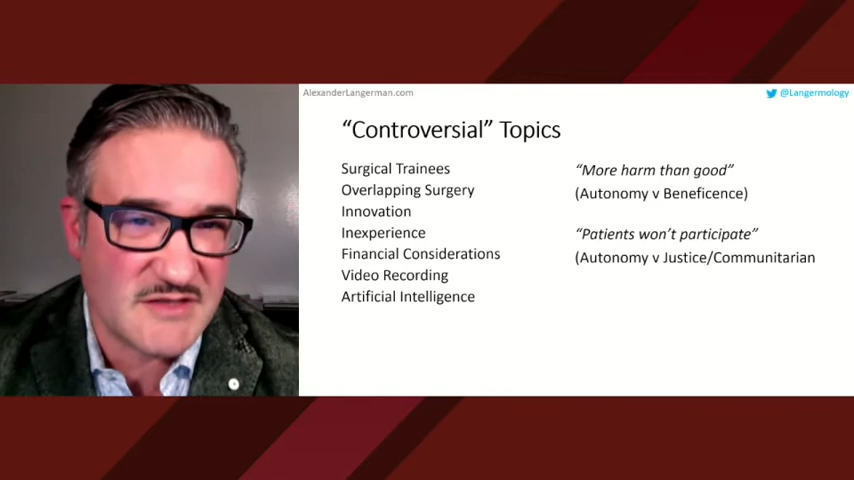 AlexanderLangerman.com
@Langermology
“Controversial” Topics
Surgical Trainees
Overlapping Surgery
Innovation
Inexperience
Financial Considerations
Video Recording
Artificial Intelligence
“More harm than good”
(Autonomy v Beneficence)
“Patients won’t participate”
(Autonomy v Justice/Communitarian